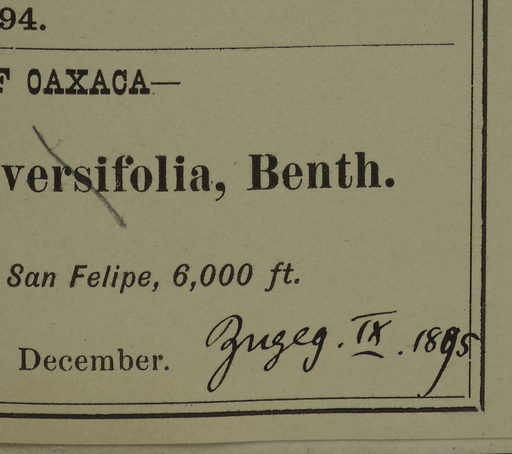 94.
F OAXACA—
versifolia, Benth.
San Felipe, 6,000 ft.
December. Zugeg. IX. 1895